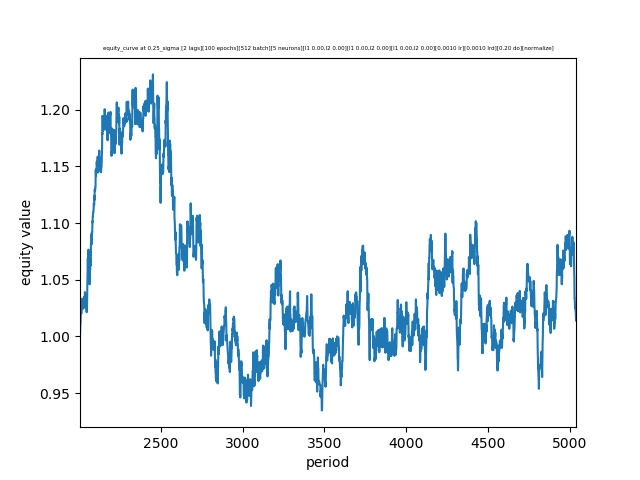 equity_curve at 0.25_sigma [2 lags][100 epochs][512 batch][5 neurons][l1 0.00,l2 0.00][l1 0.00,l2 0.00][l1 0.00,l2 0.00][0.0010 lr][0.0010 lrd][0.20 do][normalize]
1.20
1.15
1.10
1.05
1.00
0.95
equity value
2500 3000 3500 4000 4500 5000
period